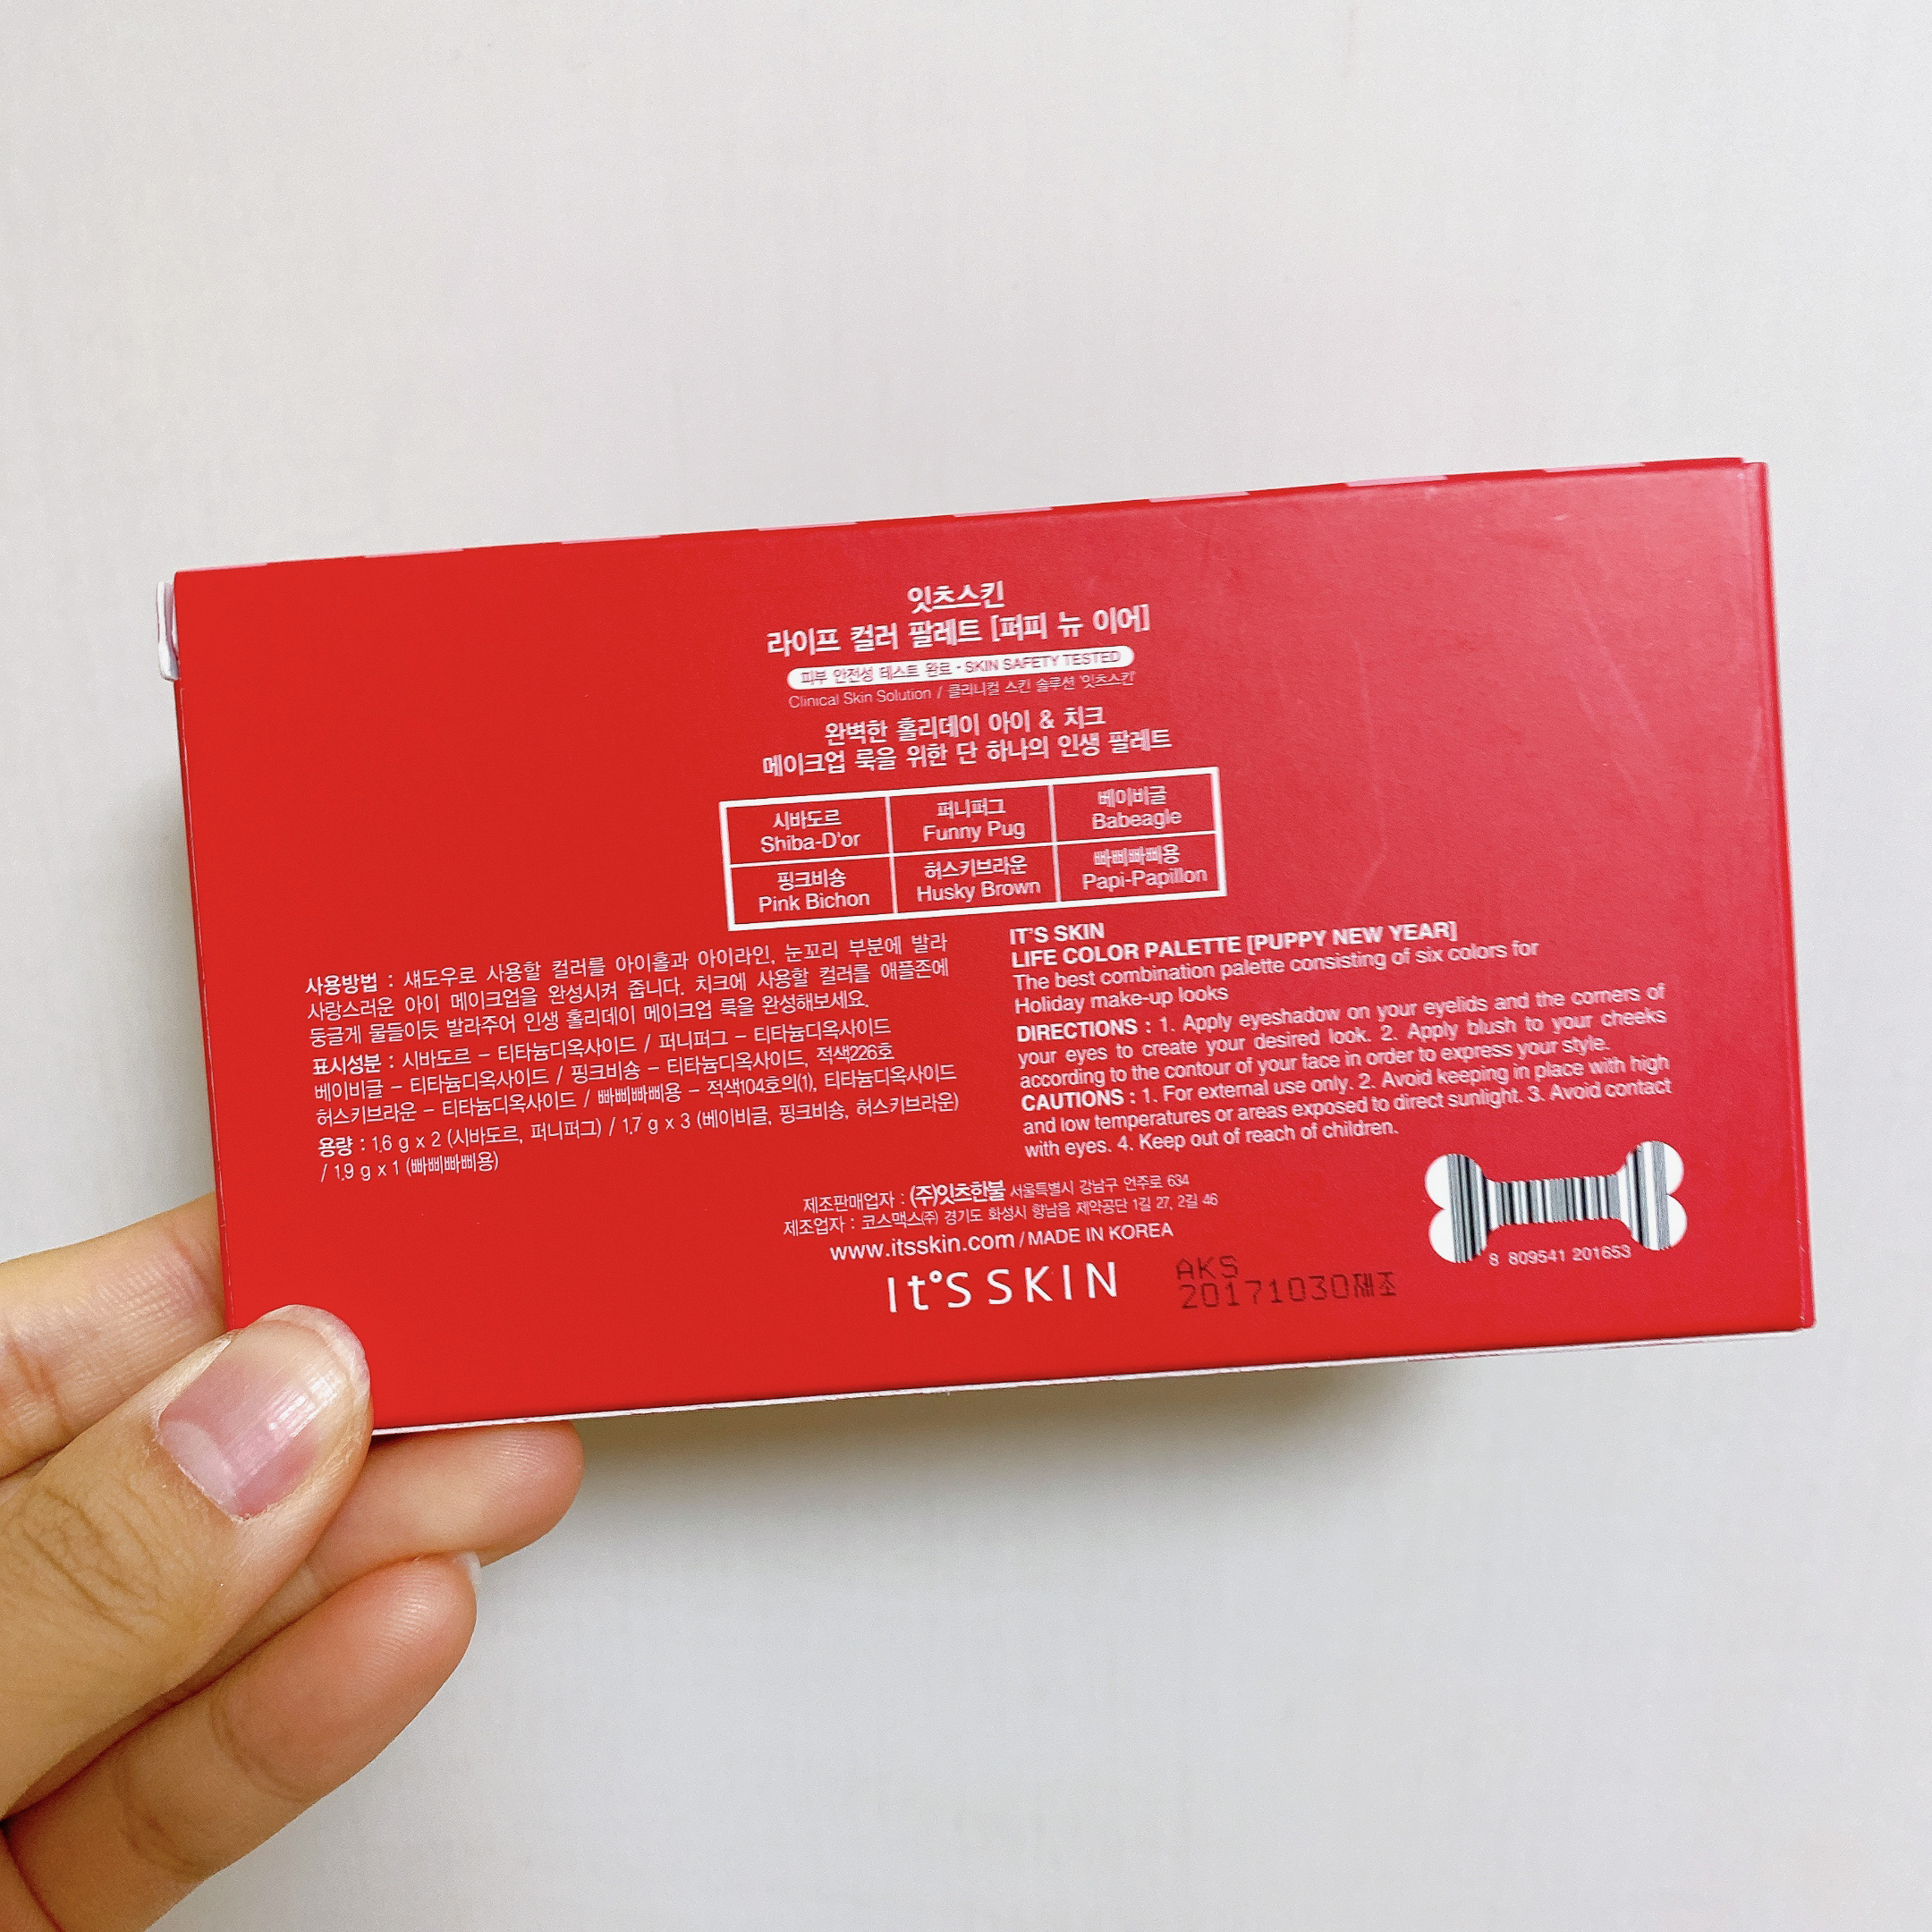 잇츠스킨
라이프 컬러 팔레트 [퍼피 뉴 이어]
피부 안전성 테스트 완료 · SKIN SAFETY TESTED
Clinical Skin Solution / 클리니컬 스킨 솔루션 '잇츠스킨'
완벽한 홀리데이 아이 & 치크
메이크업 룩을 위한 단 하나의 인생 팔레트
시바도르
Shiba-D'or
퍼니퍼그
Funny Pug
베이비글
Babeagle
핑크비숑
Pink Bichon
허스키브라운
Husky Brown
빠삐빠삐용
Papi-Papillon
사용방법 : 섀도우로 사용할 컬러를 아이홀과 아이라인, 눈꼬리 부분에 발라
사랑스러운 아이 메이크업을 완성시켜 줍니다. 치크에 사용할 컬러를 애플존에
둥글게 물들이듯 발라주어 인생 홀리데이 메이크업 룩을 완성해보세요.
표시성분 : 시바도르 – 티타늄디옥사이드 / 퍼니퍼그 – 티타늄디옥사이드
베이비글 – 티타늄디옥사이드 / 핑크비숑 – 티타늄디옥사이드, 적색226호
허스키브라운 – 티타늄디옥사이드 / 빠삐빠삐용 – 적색104호의(1), 티타늄디옥사이드
용량 : 1.6 g x 2 (시바도르, 퍼니퍼그) / 1.7 g x 3 (베이비글, 핑크비숑, 허스키브라운)
/ 1.9 g x 1 (빠삐빠삐용)
IT'S SKIN
LIFE COLOR PALETTE [PUPPY NEW YEAR]
The best combination palette consisting of six colors for
Holiday make-up looks
DIRECTIONS : 1. Apply eyeshadow on your eyelids and the corners of
your eyes to create your desired look. 2. Apply blush to your cheeks
according to the contour of your face in order to express your style.
CAUTIONS : 1. For external use only. 2. Avoid keeping in place with high
and low temperatures or areas exposed to direct sunlight. 3. Avoid contact
with eyes. 4. Keep out of reach of children.
제조판매업자 : (주)잇츠한불 서울특별시 강남구 언주로 634
제조업자 : 코스맥스(주) 경기도 화성시 향남읍 제약공단 1길 27, 2길 46
www.itsskin.com / MADE IN KOREA
It'S SKIN
AKS
20171030제조
8 809541 201653